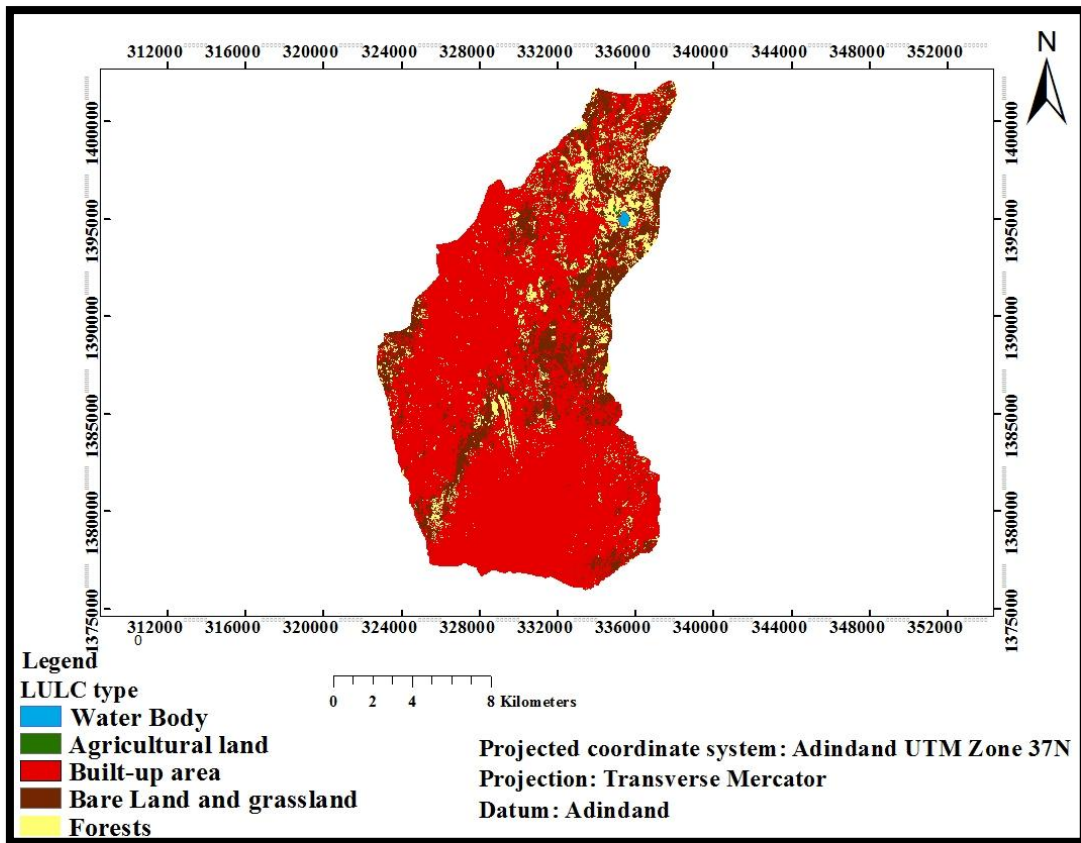 312000 316000 320000 324000 328000 332000 336000 340000 344000 348000 352000
N
1400000
1395000
1390000
1385000
1380000
1375000
1400000
1395000
1390000
1385000
1380000
1375000
312000 316000 320000 324000 328000 332000 336000 340000 344000 348000 352000
0
Legend
LULC type
Water Body
Agricultural land
Built-up area
Bare Land and grassland
Forests
0 2 4 8 Kilometers
Projected coordinate system: Adindand UTM Zone 37N
Projection: Transverse Mercator
Datum: Adindand